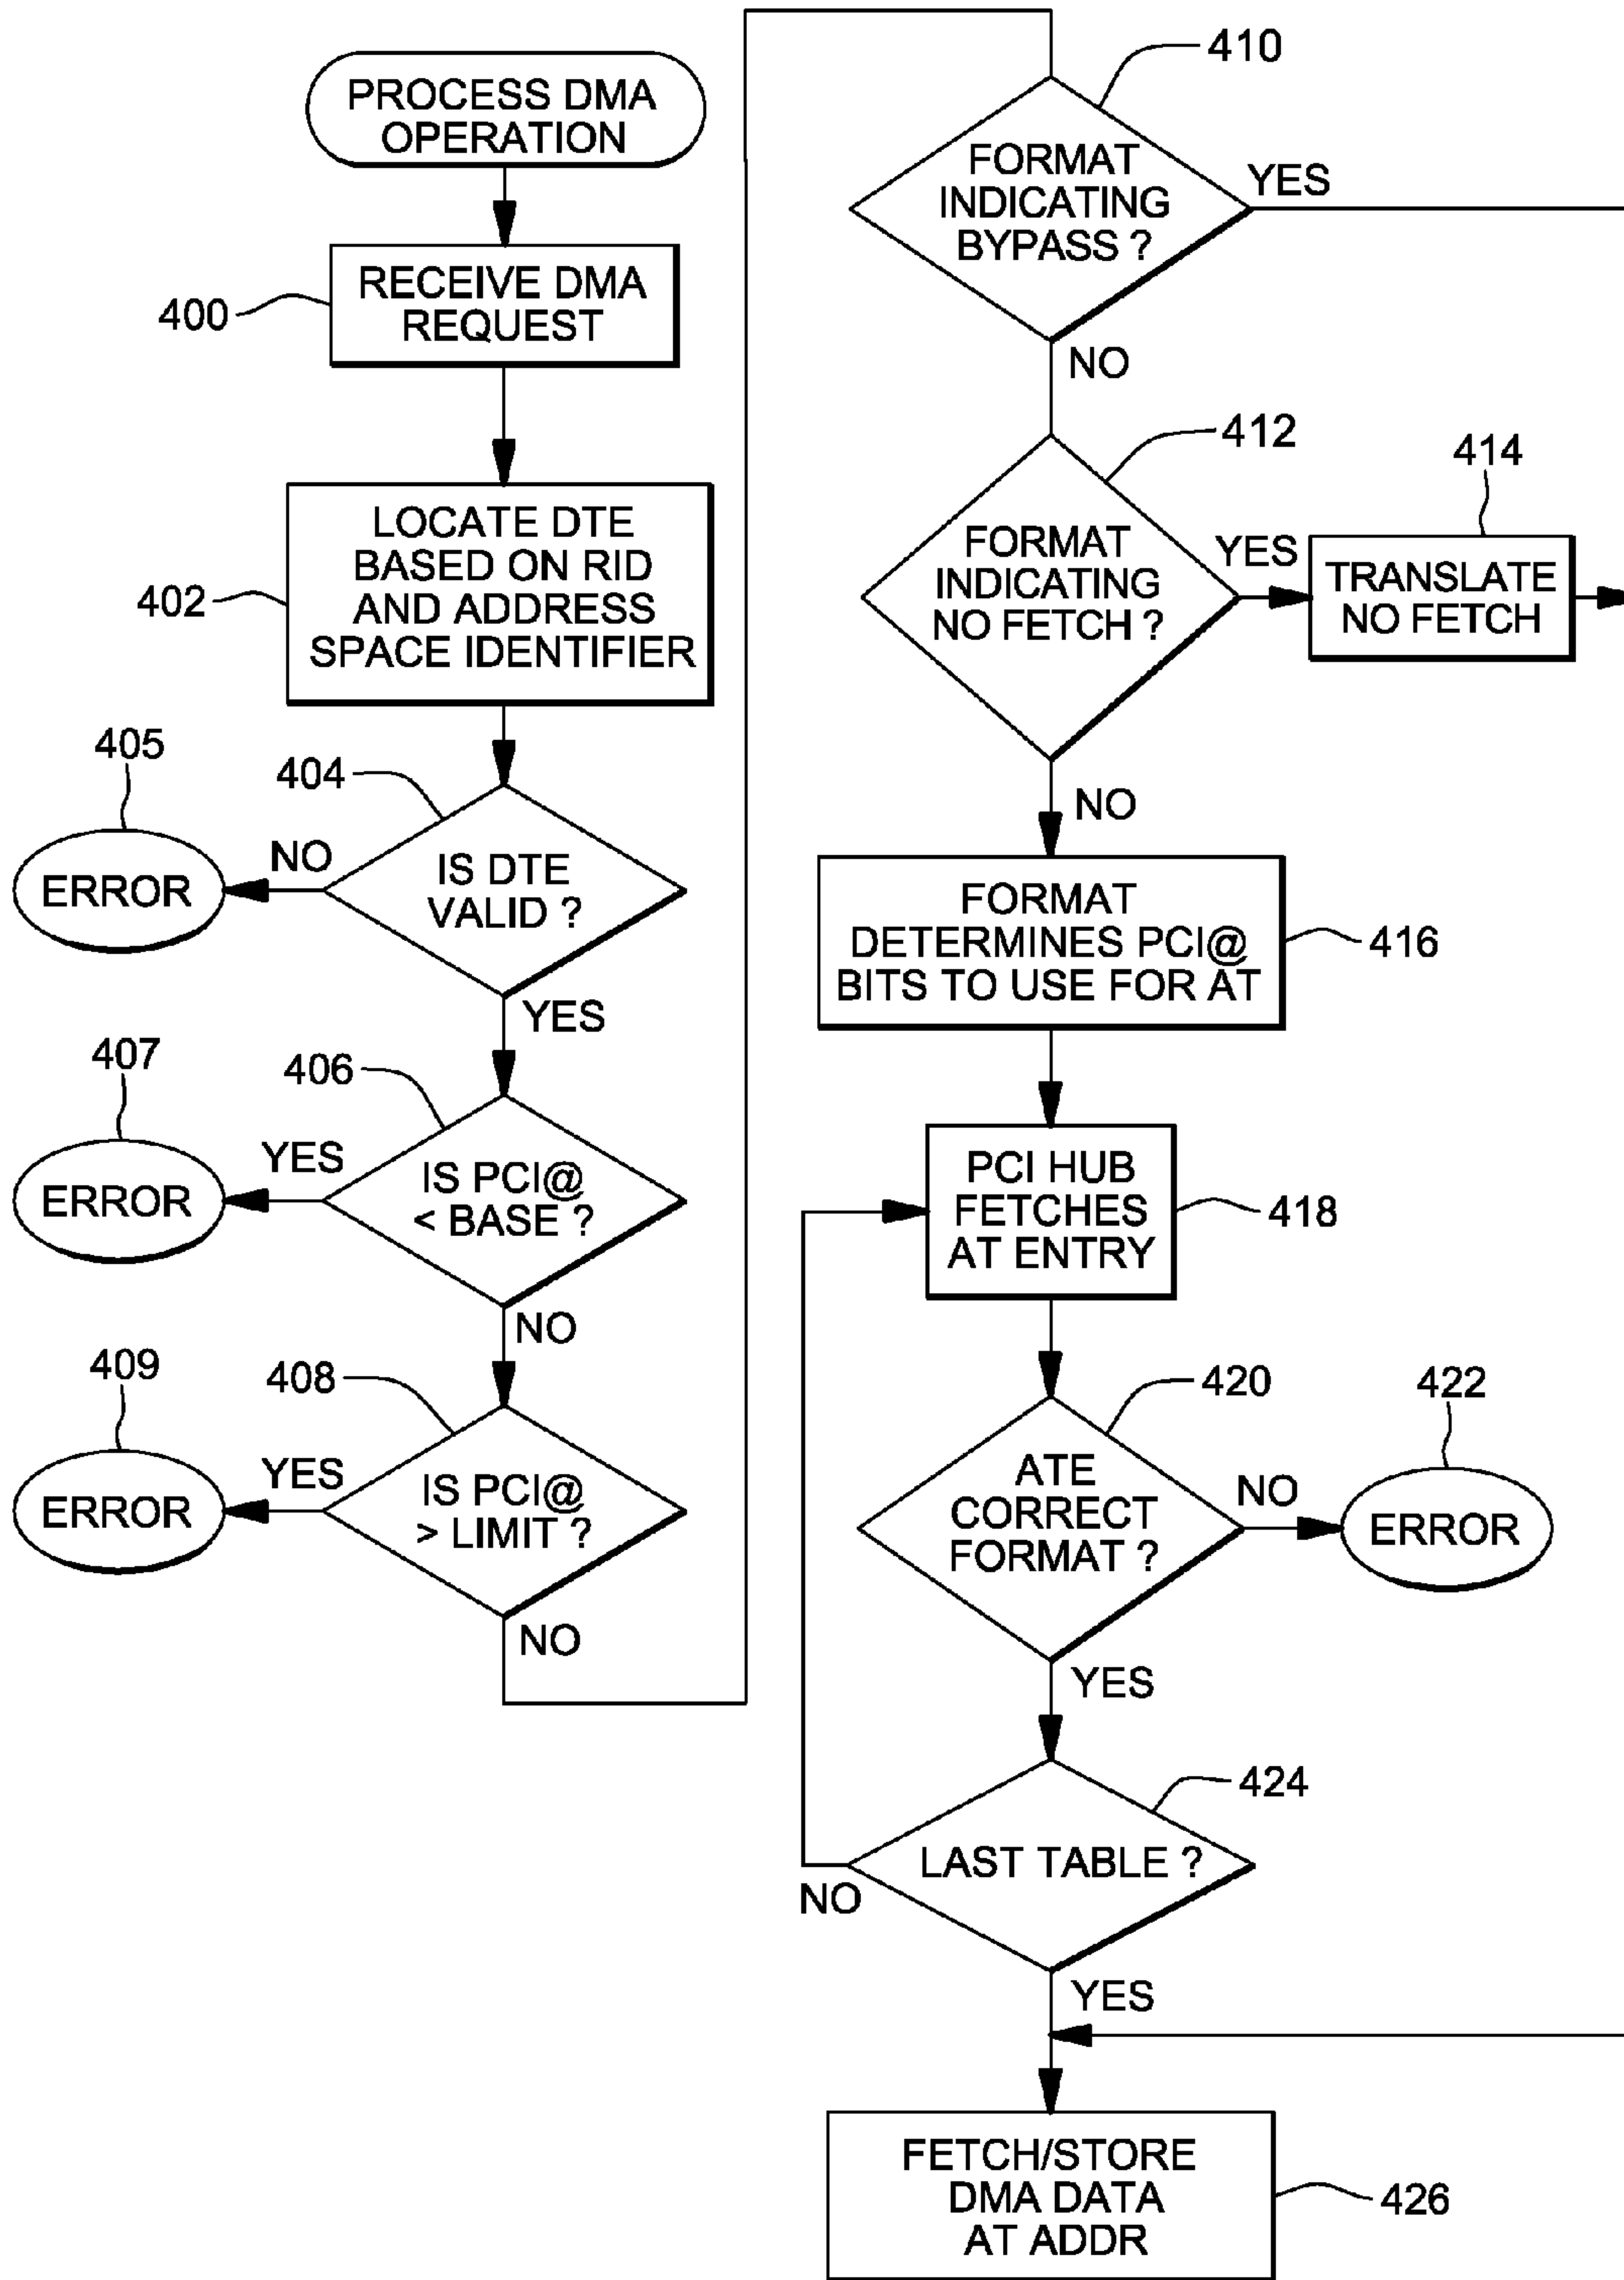 PROCESS DMA
OPERATION
400
RECEIVE DMA
REQUEST
402
LOCATE DTE
BASED ON RID
AND ADDRESS
SPACE IDENTIFIER
404
405
IS DTE
VALID ?
NO
ERROR
YES
406
407
IS PCI@
< BASE ?
YES
ERROR
NO
408
409
IS PCI@
> LIMIT ?
YES
ERROR
NO
410
FORMAT
INDICATING
BYPASS ?
YES
NO
412
FORMAT
INDICATING
NO FETCH ?
YES
414
TRANSLATE
NO FETCH
NO
FORMAT
DETERMINES PCI@
BITS TO USE FOR AT
416
PCI HUB
FETCHES
AT ENTRY
418
420
ATE
CORRECT
FORMAT ?
NO
422
ERROR
YES
424
LAST TABLE ?
NO
YES
FETCH/STORE
DMA DATA
AT ADDR
426